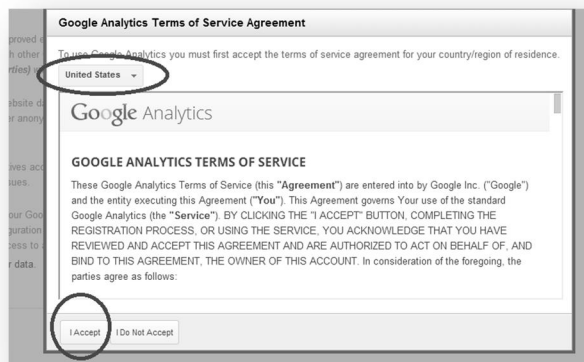 Google Analytics Terms of Service Agreement
To use Google Analytics you must first accept the terms of service agreement for your country/region of residence.
United States
Google Analytics
GOOGLE ANALYTICS TERMS OF SERVICE
These Google Analytics Terms of Service (this "Agreement") are entered into by Google Inc. ("Google")
and the entity executing this Agreement ("You"). This Agreement governs Your use of the standard
Google Analytics (the "Service"). BY CLICKING THE "I ACCEPT" BUTTON, COMPLETING THE
REGISTRATION PROCESS, OR USING THE SERVICE, YOU ACKNOWLEDGE THAT YOU HAVE
REVIEWED AND ACCEPT THIS AGREEMENT AND ARE AUTHORIZED TO ACT ON BEHALF OF, AND
BIND TO THIS AGREEMENT, THE OWNER OF THIS ACCOUNT. In consideration of the foregoing, the
parties agree as follows:
r data.
I Accept I Do Not Accept